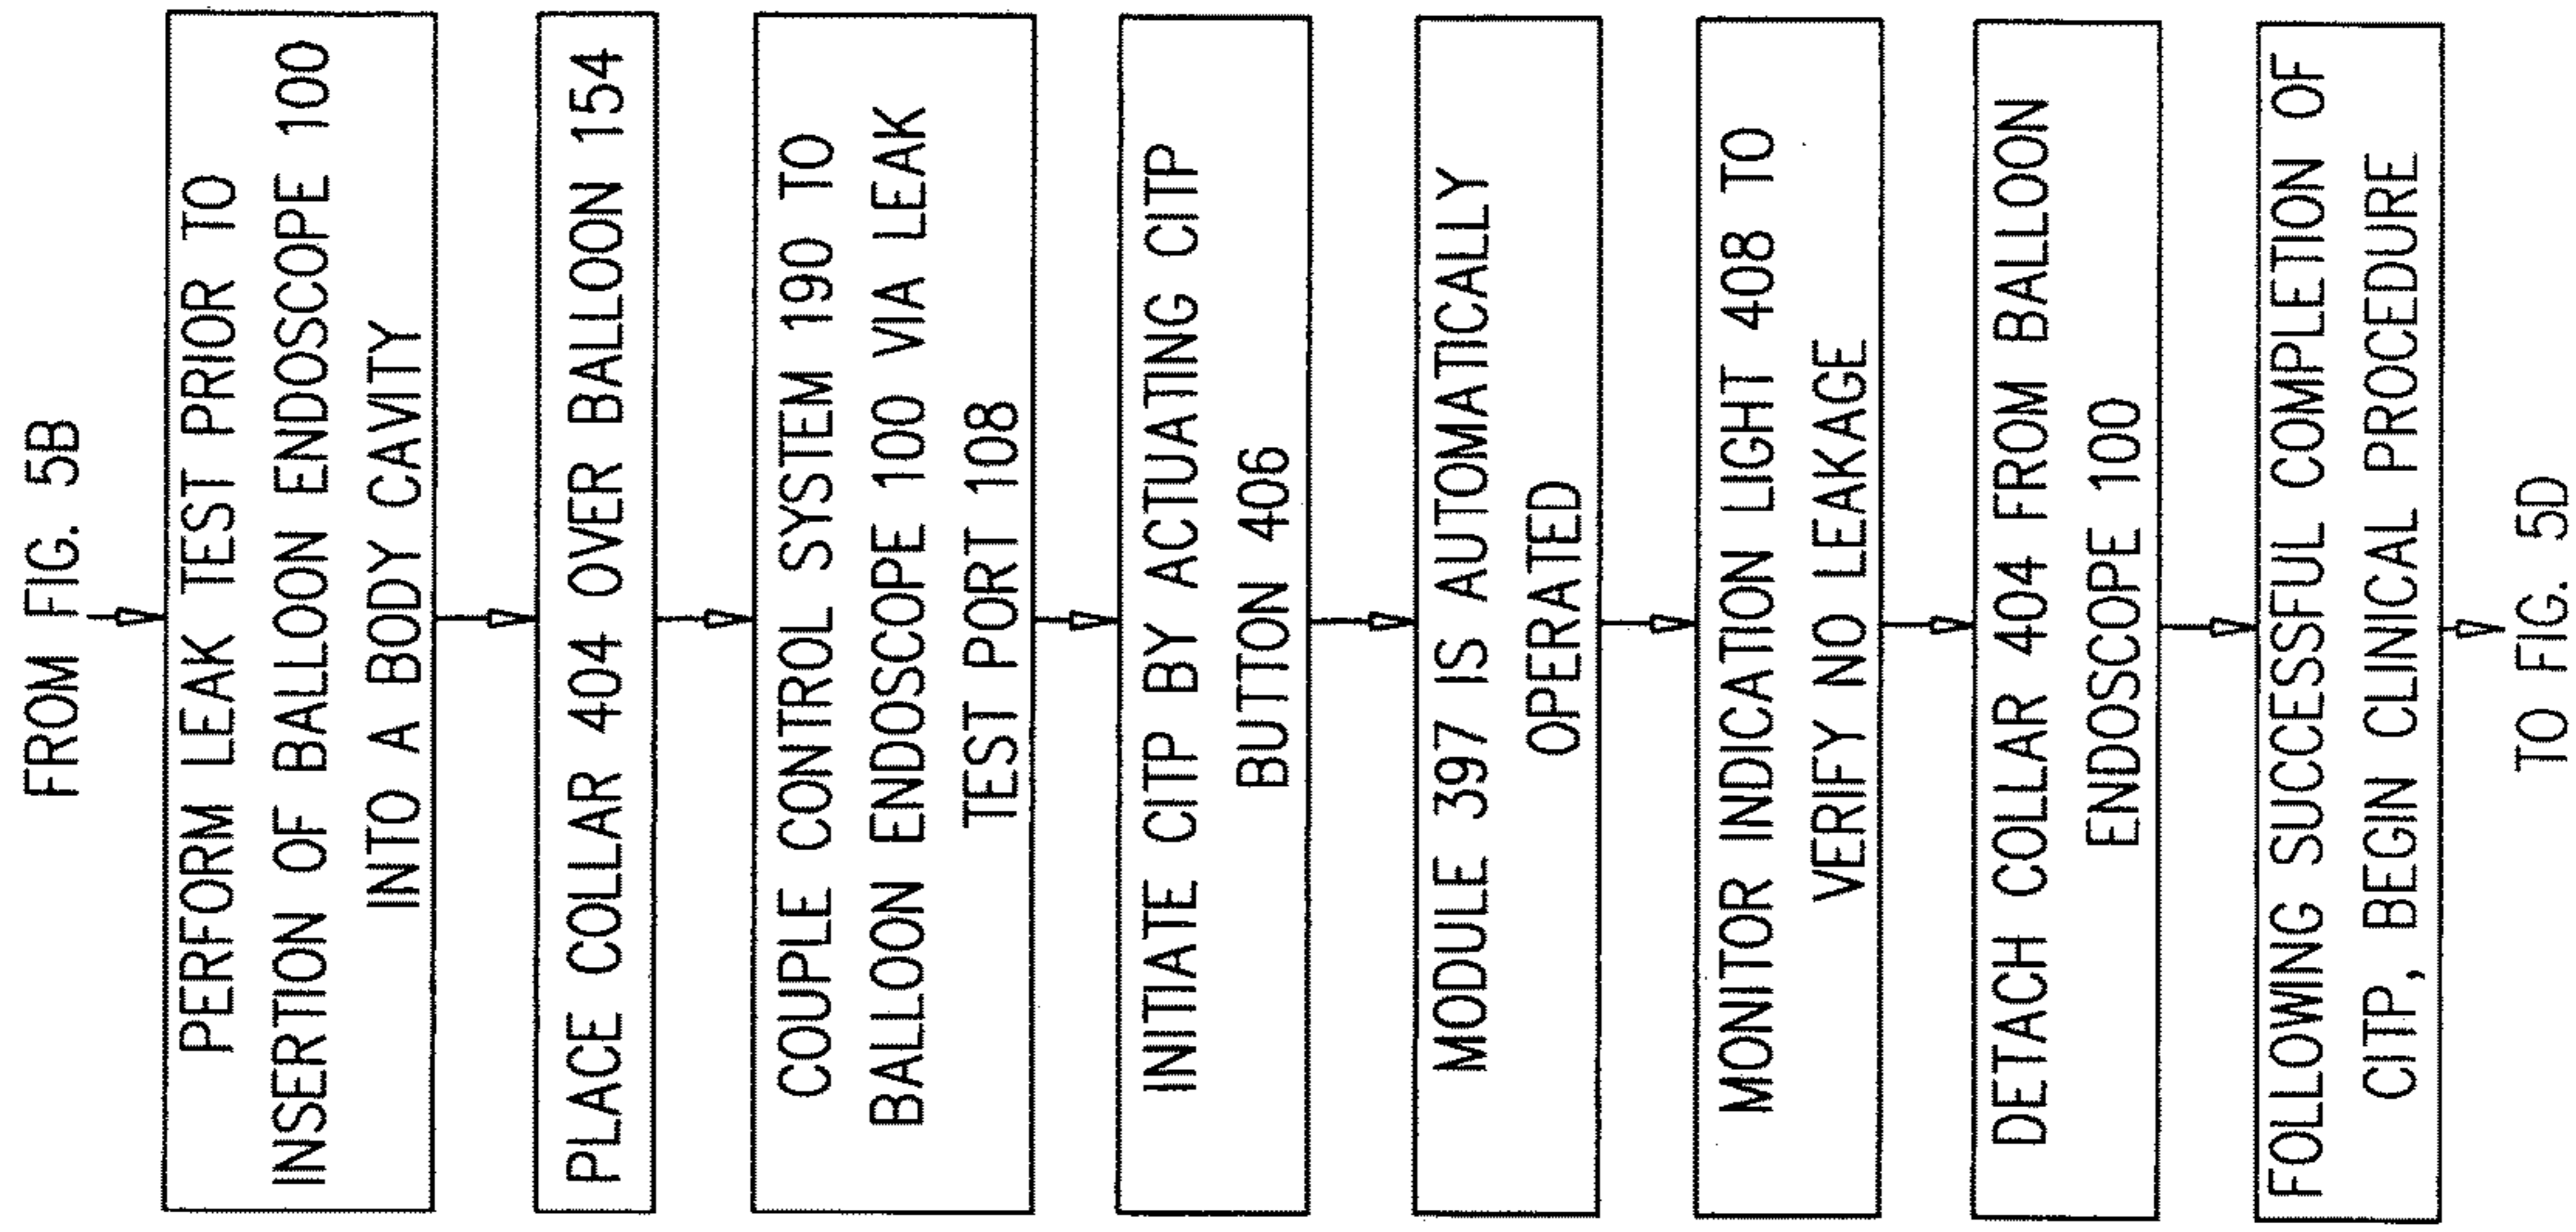 FROM FIG. 5B
PERFORM LEAK TEST PRIOR TO
INSERTION OF BALLOON ENDOSCOPE 100
INTO A BODY CAVITY
PLACE COLLAR 404 OVER BALLOON 154
COUPLE CONTROL SYSTEM 190 TO
BALLOON ENDOSCOPE 100 VIA LEAK
TEST PORT 108
INITIATE CITP BY ACTUATING CITP
BUTTON 406
MODULE 397 IS AUTOMATICALLY
OPERATED
MONITOR INDICATION LIGHT 408 TO
VERIFY NO LEAKAGE
DETACH COLLAR 404 FROM BALLOON
ENDOSCOPE 100
FOLLOWING SUCCESSFUL COMPLETION OF
CITP, BEGIN CLINICAL PROCEDURE
TO FIG. 5D